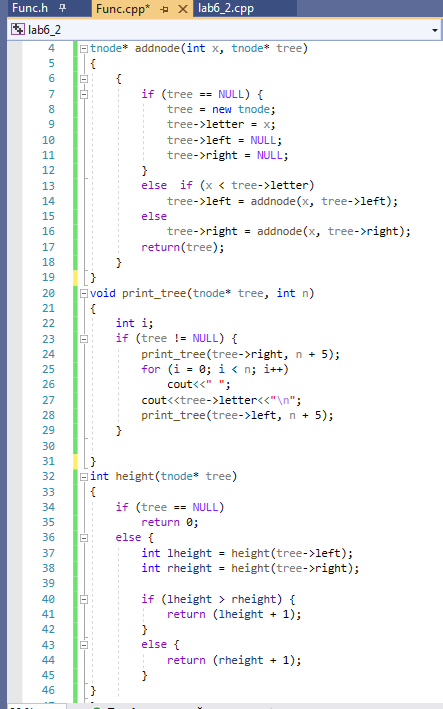 Func.h Func.cpp* lab6_2.cpp
lab6_2
4 tnode* addnode(int x, tnode* tree)
5 {
6 {
7 if (tree == NULL) {
8 tree = new tnode;
9 tree->letter = x;
10 tree->left = NULL;
11 tree->right = NULL;
12 }
13 else  if (x < tree->letter)
14 tree->left = addnode(x, tree->left);
15 else
16 tree->right = addnode(x, tree->right);
17 return(tree);
18 }
19 }
20 void print_tree(tnode* tree, int n)
21 {
22 int i;
23 if (tree != NULL) {
24 print_tree(tree->right, n + 5);
25 for (i = 0; i < n; i++)
26 cout<<" ";
27 cout<<tree->letter<<"\n";
28 print_tree(tree->left, n + 5);
29 }
30
31 }
32 int height(tnode* tree)
33 {
34 if (tree == NULL)
35 return 0;
36 else {
37 int lheight = height(tree->left);
38 int rheight = height(tree->right);
39
40 if (lheight > rheight) {
41 return (lheight + 1);
42 }
43 else {
44 return (rheight + 1);
45 }
46 }